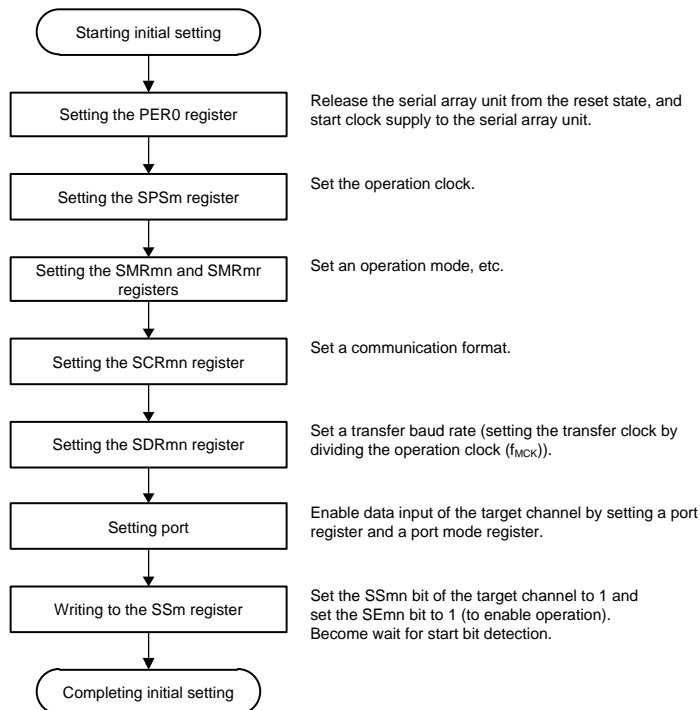 Starting initial setting
Setting the PER0 register
Release the serial array unit from the reset state, and
start clock supply to the serial array unit.
Setting the SPSm register
Set the operation clock.
Setting the SMRmn and SMRmr
registers
Set an operation mode, etc.
Setting the SCRmn register
Set a communication format.
Setting the SDRmn register
Set a transfer baud rate (setting the transfer clock by
dividing the operation clock (fMCK)).
Setting port
Enable data input of the target channel by setting a port
register and a port mode register.
Writing to the SSm register
Set the SSmn bit of the target channel to 1 and
set the SEmn bit to 1 (to enable operation).
Become wait for start bit detection.
Completing initial setting